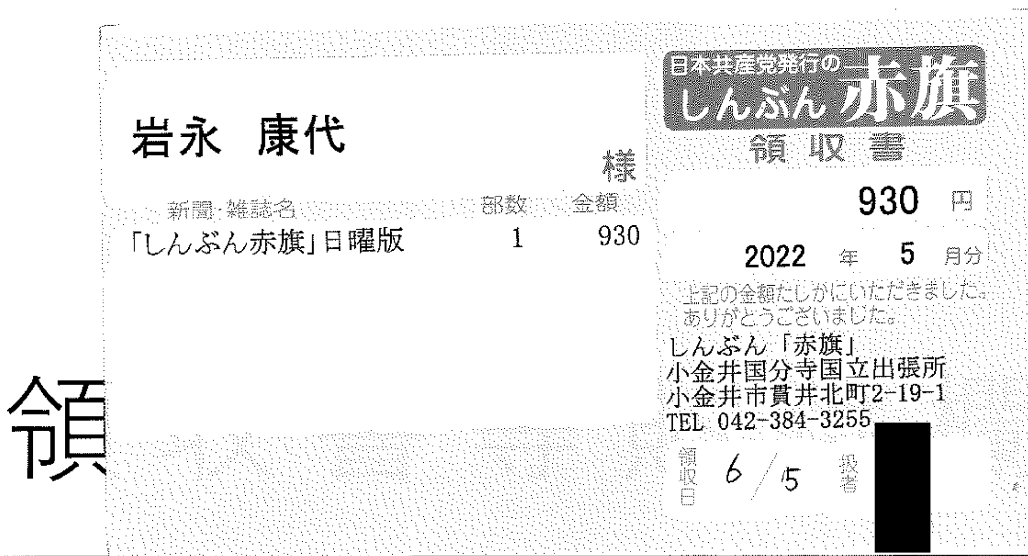 岩永 康代
様
新聞・雑誌名 部数 金額
「しんぶん赤旗」日曜版 1 930
日本共産党発行の
しんぶん赤旗
領収書
930 円
2022 年 5 月分
上記の金額たしかにいただきました。
ありがとうございました。
しんぶん「赤旗」
小金井国分寺国立出張所
小金井市貫井北町2-19-1
TEL 042-384-3255
領収日 6/5 扱者
領